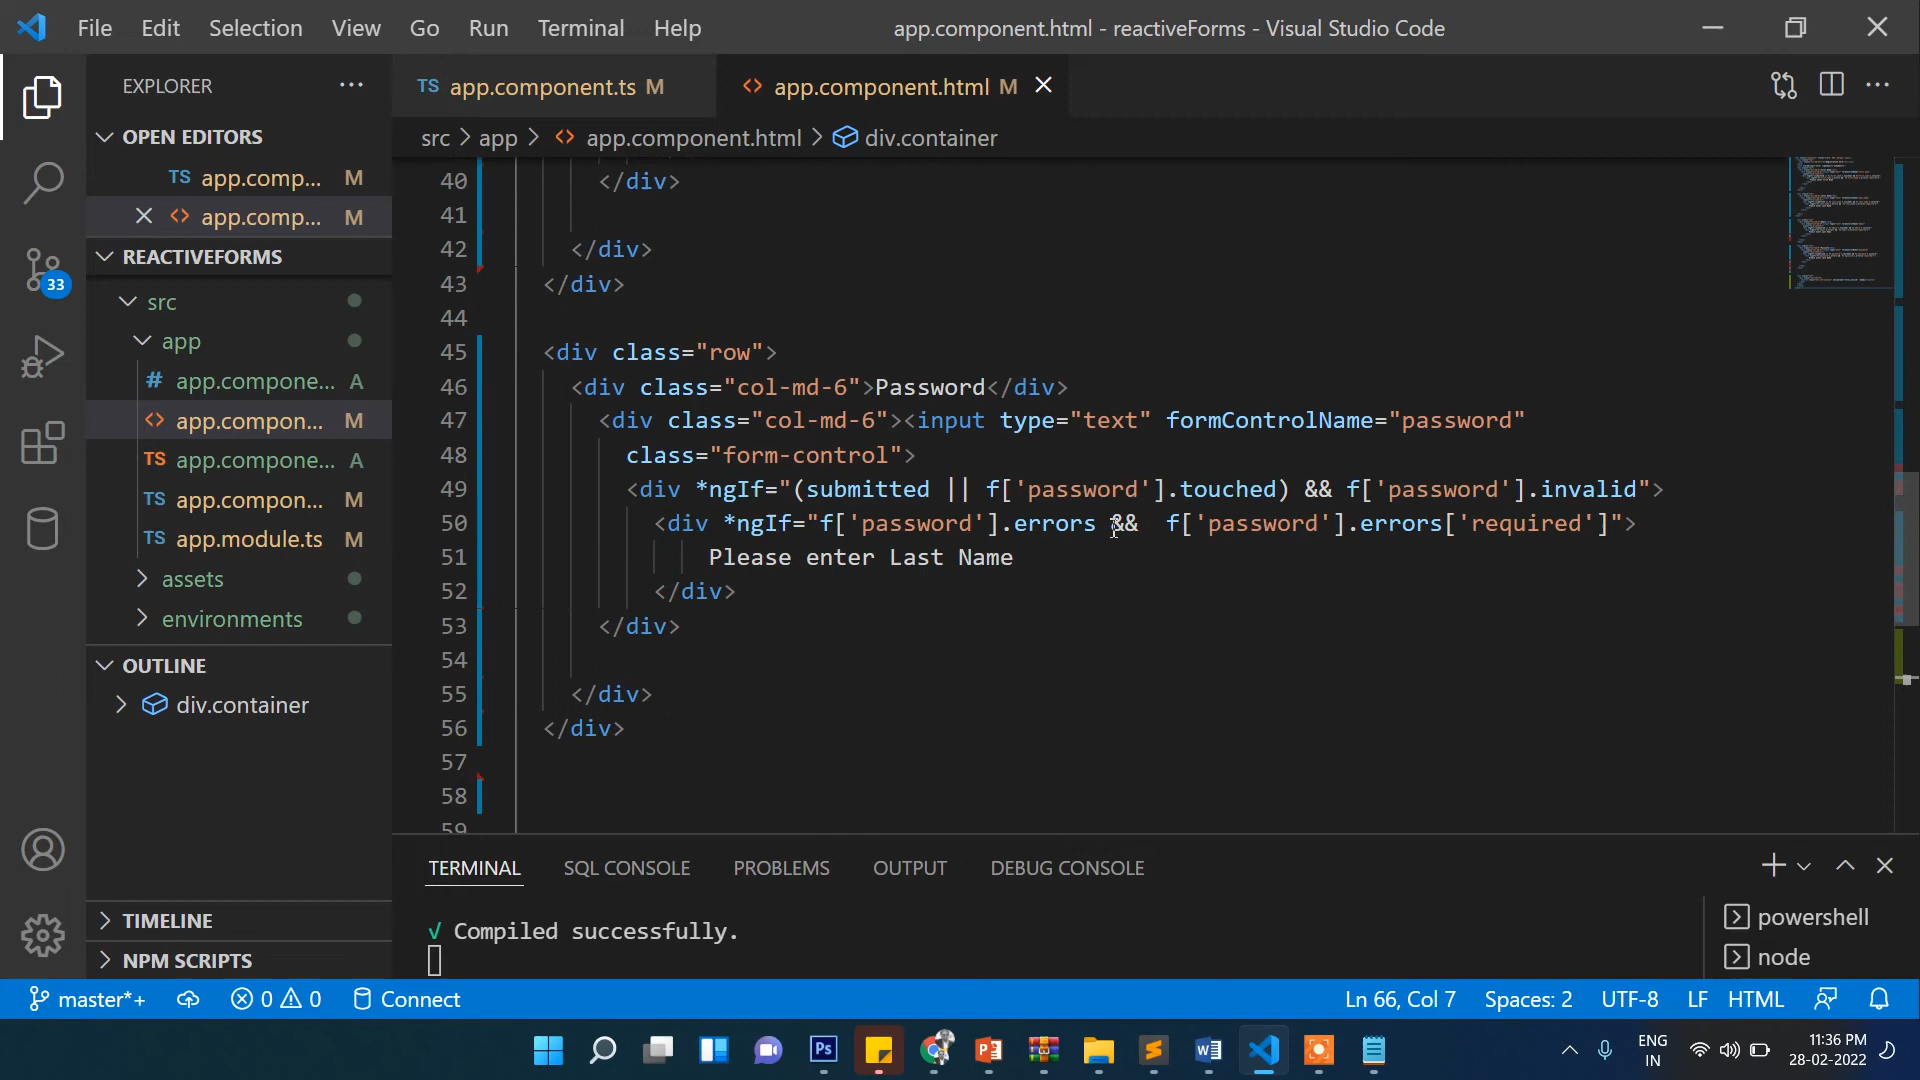 File Edit Selection View Go Run Terminal Help
app.component.html - reactiveForms - Visual Studio Code
EXPLORER
TS app.component.ts M
<> app.component.html M
OPEN EDITORS
src > app > <> app.component.html > div.container
TS app.comp... M
<> app.comp... M
REACTIVEFORMS
src
app
# app.compone... A
<> app.compon... M
TS app.compone... A
TS app.compon... M
TS app.module.ts M
assets
environments
OUTLINE
div.container
TIMELINE
NPM SCRIPTS
33
40 </div>
41
42 </div>
43 </div>
44
45 <div class="row">
46 <div class="col-md-6">Password</div>
47 <div class="col-md-6"><input type="text" formControlName="password"
48 class="form-control">
49 <div *ngIf="(submitted || f['password'].touched) && f['password'].invalid">
50 <div *ngIf="f['password'].errors &&  f['password'].errors['required']">
51 Please enter Last Name
52 </div>
53 </div>
54
55 </div>
56 </div>
57
58
59
TERMINAL SQL CONSOLE PROBLEMS OUTPUT DEBUG CONSOLE
√ Compiled successfully.
powershell
node
master*+ 0 0 Connect
Ln 66, Col 7 Spaces: 2 UTF-8 LF HTML
ENG
IN
11:36 PM
28-02-2022